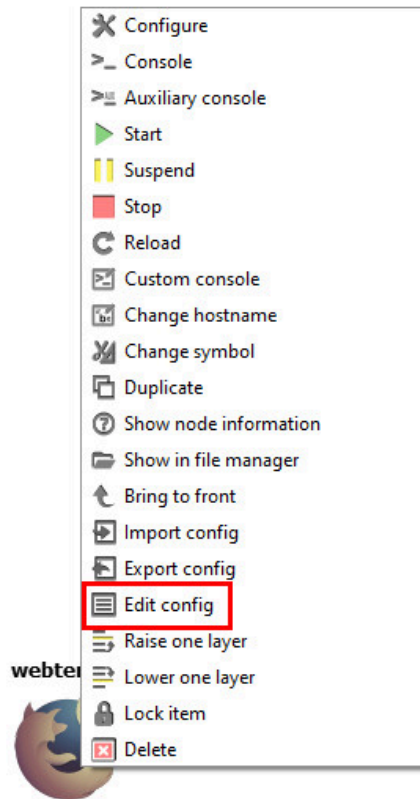 Configure
>_ Console
Auxiliary console
Start
Suspend
Stop
Reload
Custom console
Change hostname
Change symbol
Duplicate
Show node information
Show in file manager
Bring to front
Import config
Export config
Edit config
Raise one layer
webter
Lower one layer
Lock item
Delete